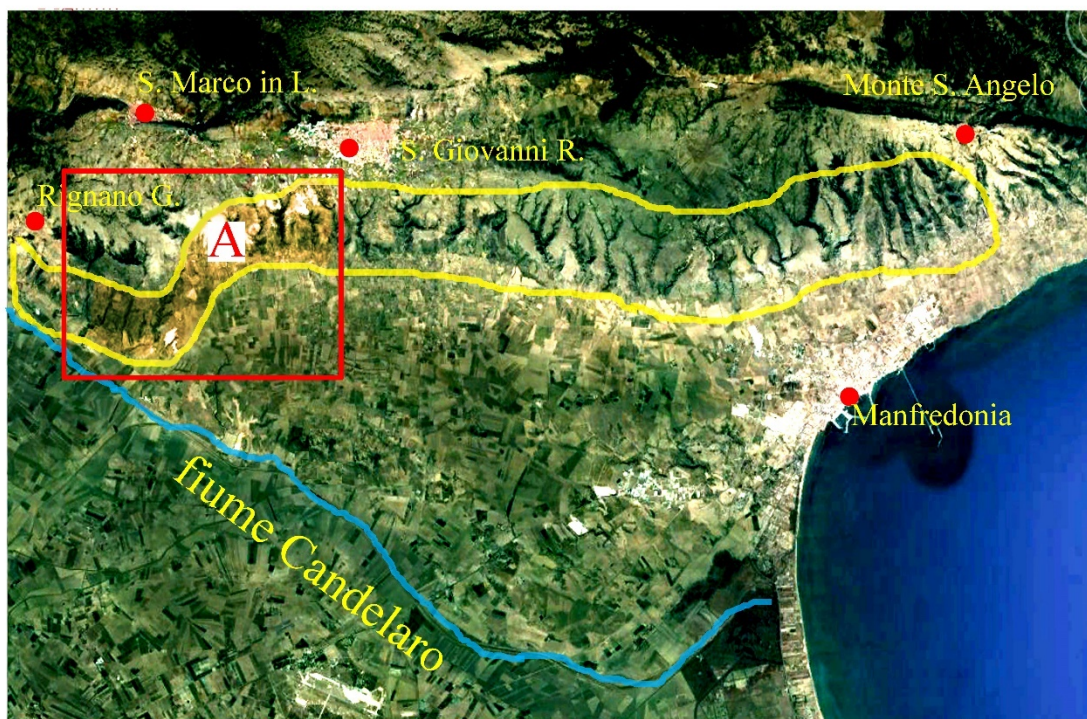 S. Marco in L.
Monte S. Angelo
S. Giovanni R.
Rignano G.
A
Manfredonia
fiume Candelaro